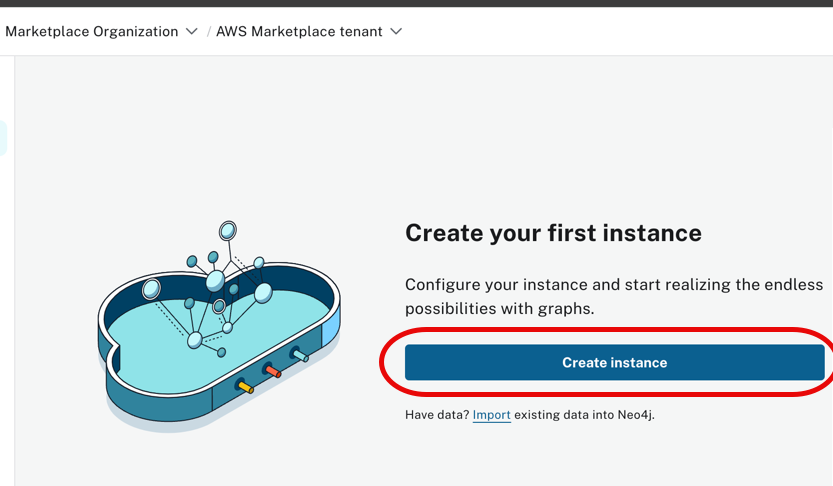 Marketplace Organization / AWS Marketplace tenant
Create your first instance
Configure your instance and start realizing the endless
possibilities with graphs.
Create instance
Have data? Import existing data into Neo4j.